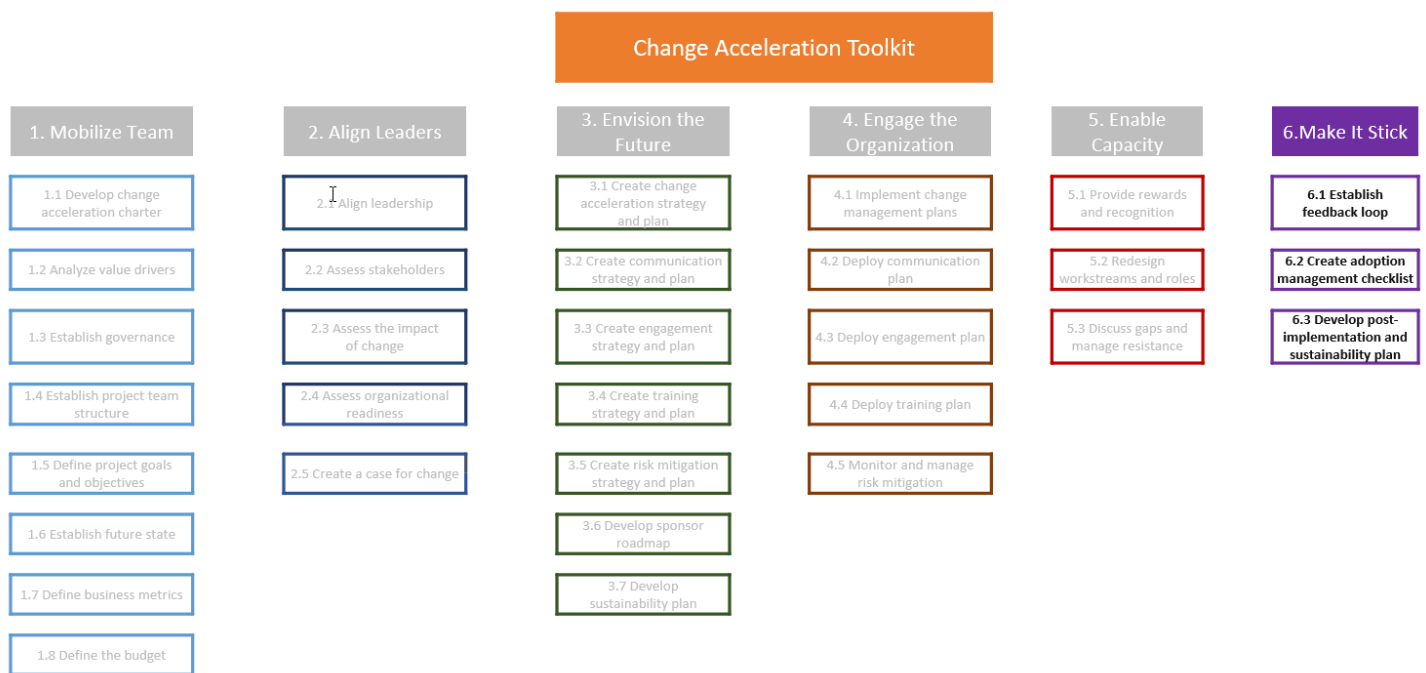 Change Acceleration Toolkit
1. Mobilize Team
1.1 Develop change
acceleration charter
1.2 Analyze value drivers
1.3 Establish governance
1.4 Establish project team
structure
1.5 Define project goals
and objectives
1.6 Establish future state
1.7 Define business metrics
1.8 Define the budget
2. Align Leaders
2.1 Align leadership
2.2 Assess stakeholders
2.3 Assess the impact
of change
2.4 Assess organizational
readiness
2.5 Create a case for change
3. Envision the
Future
3.1 Create change
acceleration strategy
and plan
3.2 Create communication
strategy and plan
3.3 Create engagement
strategy and plan
3.4 Create training
strategy and plan
3.5 Create risk mitigation
strategy and plan
3.6 Develop sponsor
roadmap
3.7 Develop
sustainability plan
4. Engage the
Organization
4.1 Implement change
management plans
4.2 Deploy communication
plan
4.3 Deploy engagement plan
4.4 Deploy training plan
4.5 Monitor and manage
risk mitigation
5. Enable
Capacity
5.1 Provide rewards
and recognition
5.2 Redesign
workstreams and roles
5.3 Discuss gaps and
manage resistance
6.Make It Stick
6.1 Establish
feedback loop
6.2 Create adoption
management checklist
6.3 Develop post-
implementation and
sustainability plan